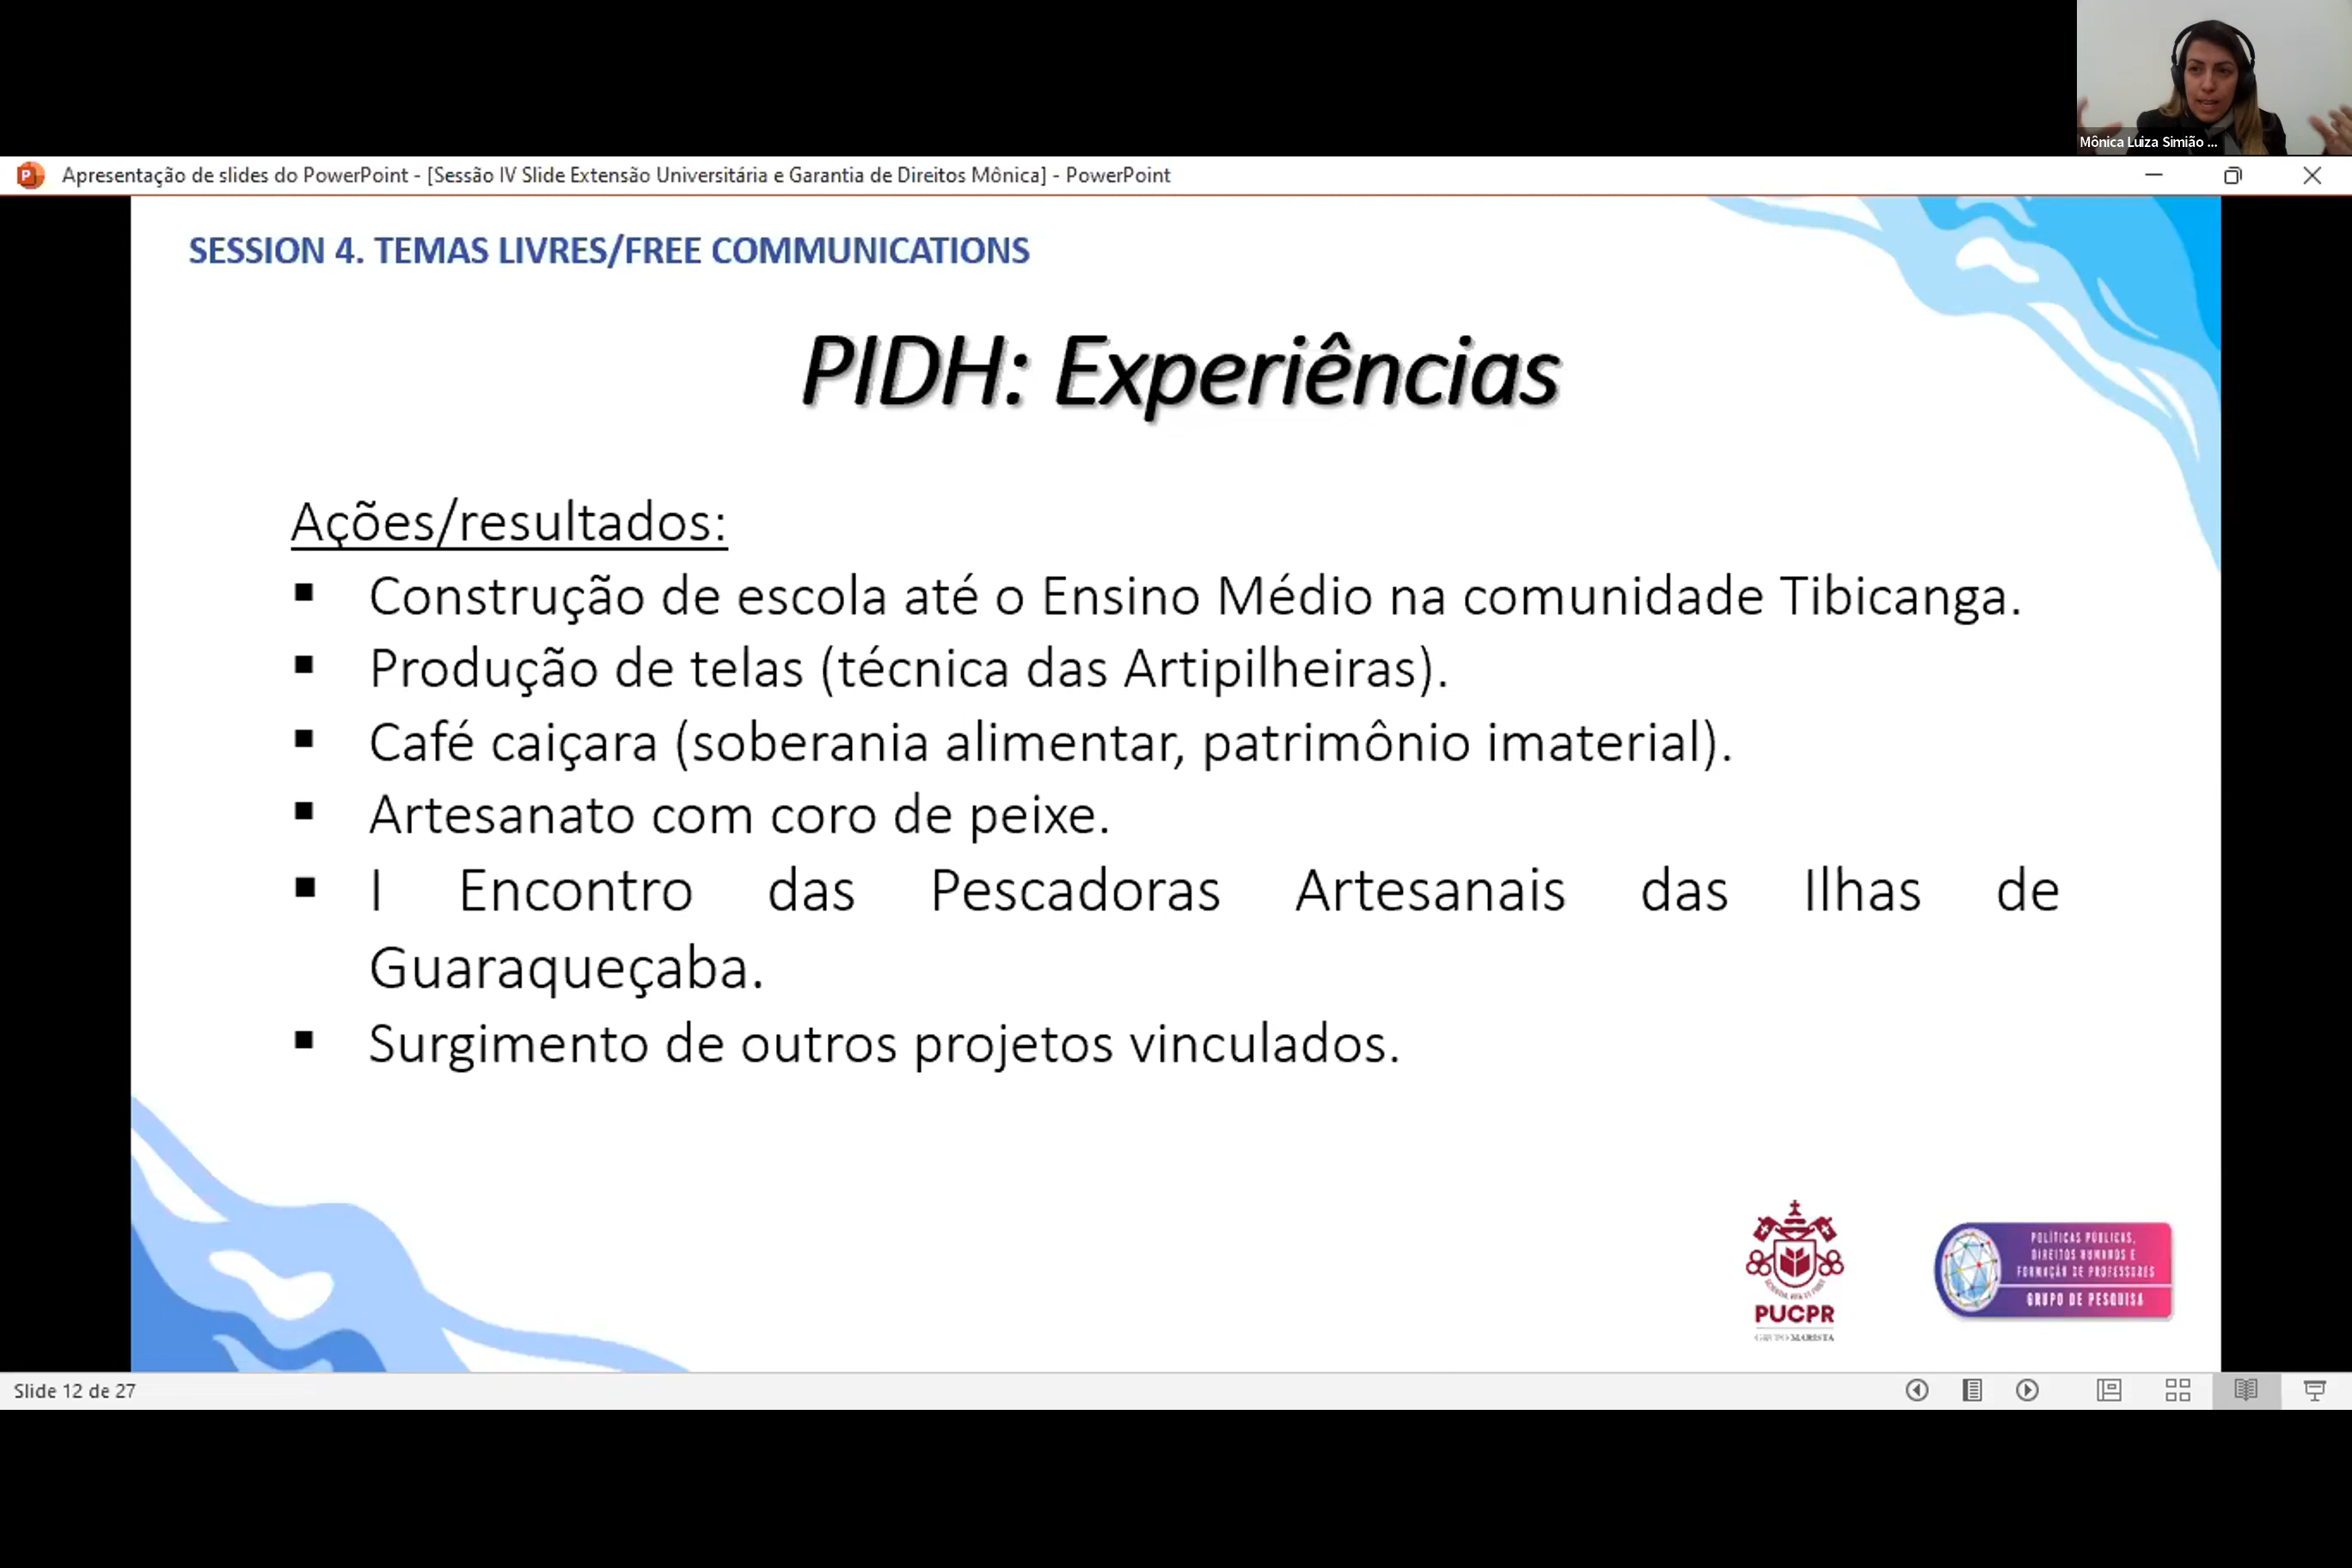 Mônica Luiza Simião ...
Apresentação de slides do PowerPoint - [Sessão IV Slide Extensão Universitária e Garantia de Direitos Mônica] - PowerPoint
SESSION 4. TEMAS LIVRES/FREE COMMUNICATIONS
PIDH: Experiências
Ações/resultados:
▪ Construção de escola até o Ensino Médio na comunidade Tibicanga.
▪ Produção de telas (técnica das Artipilheiras).
▪ Café caiçara (soberania alimentar, patrimônio imaterial).
▪ Artesanato com coro de peixe.
▪ I Encontro das Pescadoras Artesanais das Ilhas de
Guaraqueçaba.
▪ Surgimento de outros projetos vinculados.
PUCPR
GRUPO MARISTA
POLÍTICAS PÚBLICAS,
DIREITOS HUMANOS E
FORMAÇÃO DE PROFESSORES
GRUPO DE PESQUISA
Slide 12 de 27